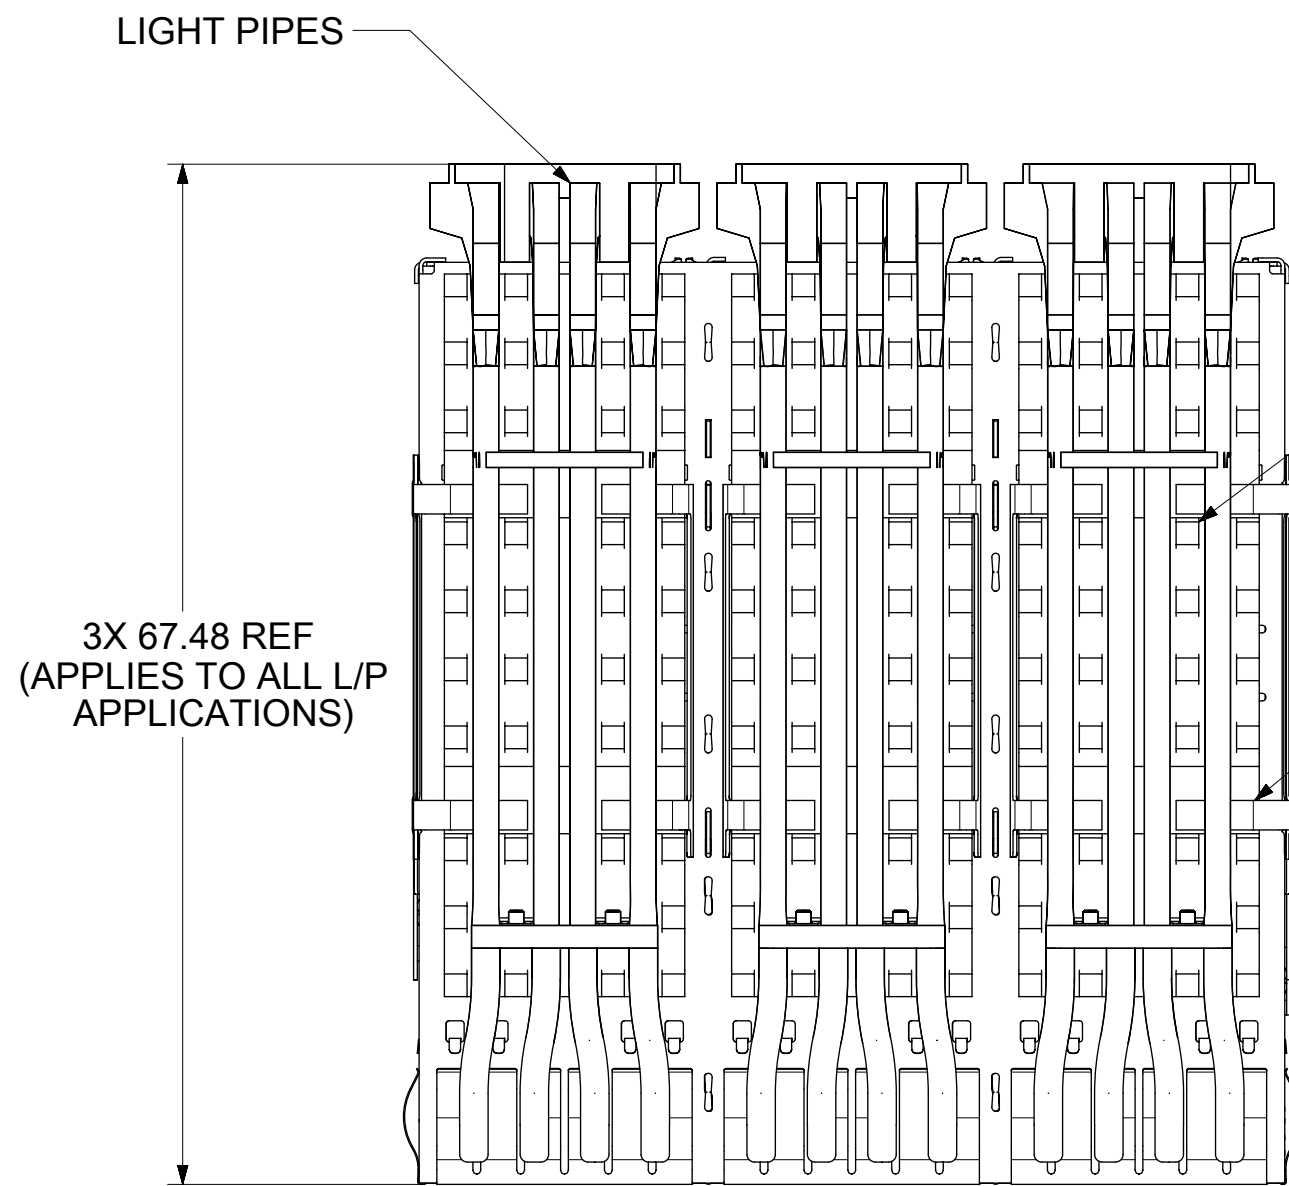 LIGHT PIPES
3X 67.48 REF
(APPLIES TO ALL L/P
APPLICATIONS)